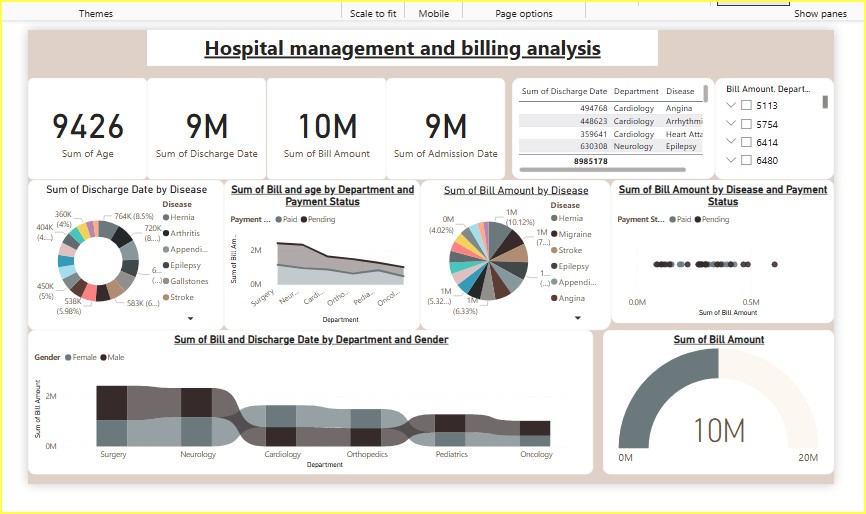 Themes
Scale to fit
Mobile
Page options
Show panes
Hospital management and billing analysis
9426
Sum of Age
9M
Sum of Discharge Date
10M
Sum of Bill Amount
9M
Sum of Admission Date
Sum of Discharge Date Department Disease
494768 Cardiology Angina
448623 Cardiology Arrhythmi
359641 Cardiology Heart Atta
630308 Neurology Epilepsy
8985178
Bill Amount, Depart...
5113
5754
6414
6480
Sum of Discharge Date by Disease
360K
(4%)
404K
(4...)
450K
(5%)
538K
(5.98%)
583K (6...)
6...
(...)
720K
(8...)
764K (8.5%)
Disease
Hernia
Arthritis
Appendi...
Epilepsy
Gallstones
Stroke
Sum of Bill and age by Department and
Payment Status
Payment ... Paid Pending
Sum of Bill Am...
2M
0M
Surgery
Neur...
Cardi...
Ortho...
Pedia...
Oncol...
Department
Sum of Bill Amount by Disease
0M
(4.02%)
1M
(10.12%)
1M
(7...)
1...
(...)
1M
(6.33%)
1M
(5.32...)
Disease
Hernia
Migraine
Stroke
Epilepsy
Appendi...
Angina
Sum of Bill Amount by Disease and Payment
Status
Payment St... Paid Pending
0.0M
0.5M
Sum of Bill Amount
Sum of Bill and Discharge Date by Department and Gender
Gender Female Male
Sum of Bill Amount
2M
0M
Surgery
Neurology
Cardiology
Orthopedics
Pediatrics
Oncology
Department
Sum of Bill Amount
10M
0M
20M